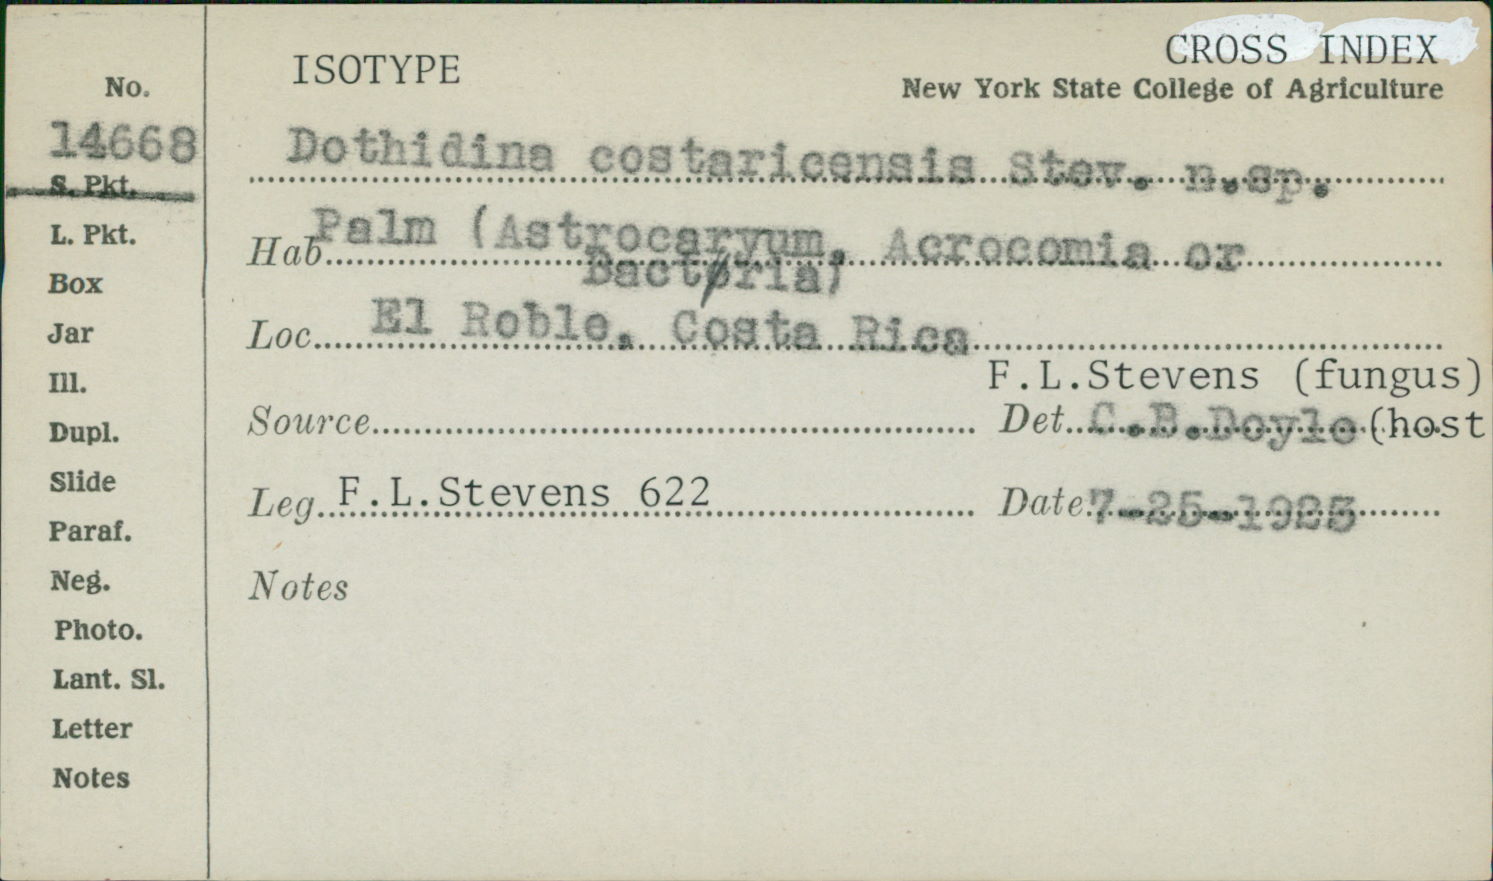 CROSS INDEX
ISOTYPE
New York State College of Agriculture
No.
14668
Dothidina costaricensis Stev. n.sp.
S. Pkt.
L. Pkt.
Hab. Palm (Astrocaryum, Acrocomia or
Bactøria)
Box
Jar
Loc. El Roble, Costa Rica
F.L.Stevens (fungus)
Ill.
Dupl.
Source Det. C.B.Doyle (host
Slide
Leg. F.L.Stevens 622 Date 7-25-1923
Paraf.
Neg.
Notes
Photo.
Lant. Sl.
Letter
Notes